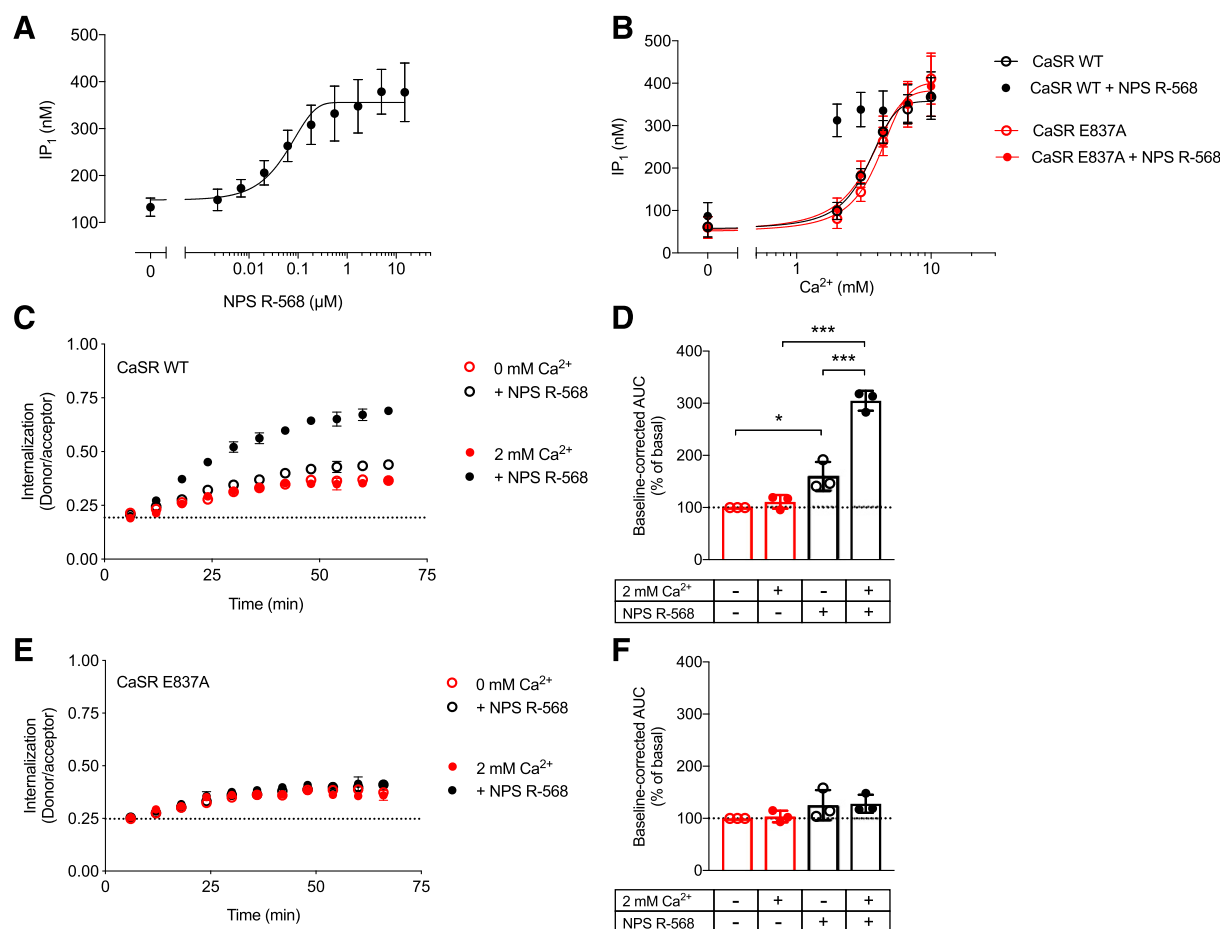 A
500
400
300
200
100
IP₁ (nM)
0
0.01
0.1
1
10
NPS R-568 (µM)
B
500
400
300
200
100
0
IP₁ (nM)
0
1
10
Ca²⁺ (mM)
CaSR WT
CaSR WT + NPS R-568
CaSR E837A
CaSR E837A + NPS R-568
C
1.00
0.75
0.50
0.25
0.00
Internalization
(Donor/acceptor)
CaSR WT
0
25
50
75
Time (min)
0 mM Ca²⁺
+ NPS R-568
2 mM Ca²⁺
+ NPS R-568
D
400
300
200
100
0
Baseline-corrected AUC
(% of basal)
***
***
*
2 mM Ca²⁺ - + - +
NPS R-568 - - + +
E
1.00
0.75
0.50
0.25
0.00
Internalization
(Donor/acceptor)
CaSR E837A
0
25
50
75
Time (min)
0 mM Ca²⁺
+ NPS R-568
2 mM Ca²⁺
+ NPS R-568
F
400
300
200
100
0
Baseline-corrected AUC
(% of basal)
2 mM Ca²⁺ - + - +
NPS R-568 - - + +